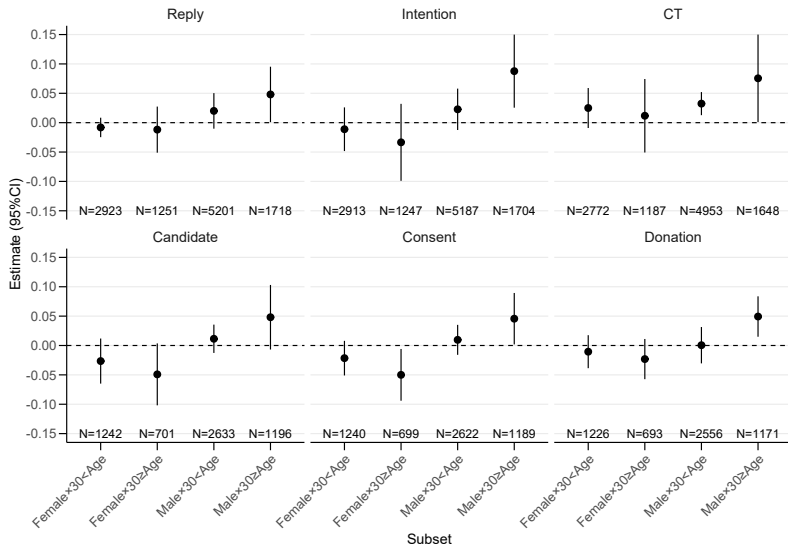 Reply
Intention
CT
Estimate (95%CI)
0.15
0.10
0.05
0.00
-0.05
-0.10
-0.15
N=2923 N=1251 N=5201 N=1718
N=2913 N=1247 N=5187 N=1704
N=2772 N=1187 N=4953 N=1648
Candidate
Consent
Donation
0.15
0.10
0.05
0.00
-0.05
-0.10
-0.15
N=1242 N=701 N=2633 N=1196
N=1240 N=699 N=2622 N=1189
N=1226 N=693 N=2556 N=1171
Female×30<Age
Female×30≥Age
Male×30<Age
Male×30≥Age
Female×30<Age
Female×30≥Age
Male×30<Age
Male×30≥Age
Female×30<Age
Female×30≥Age
Male×30<Age
Male×30≥Age
Subset